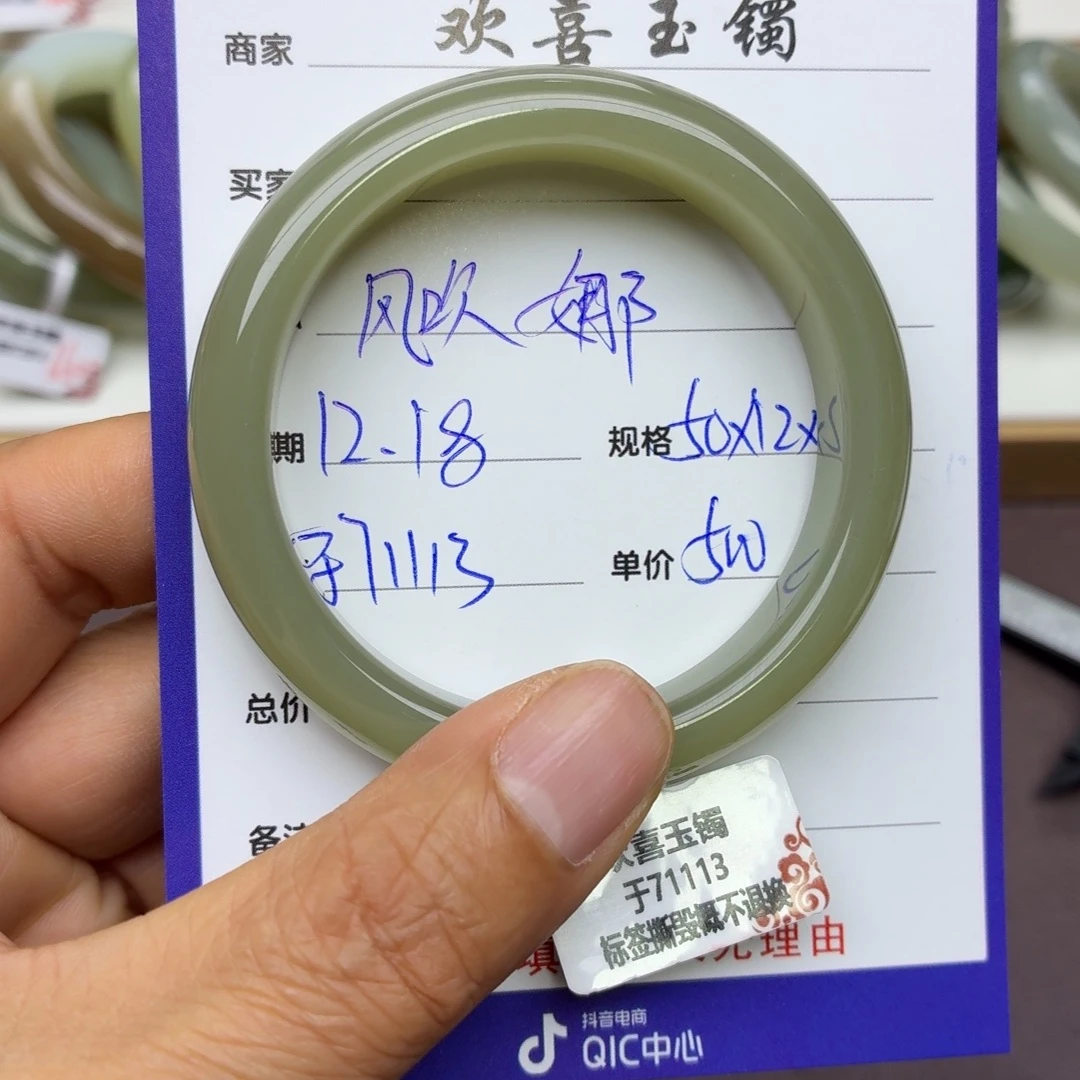 商家 欢喜玉镯
买家
风吹 娜
期 12.18 规格 50x12x
于71113 单价 500
总价
备注
欢喜玉镯
于71113
标签撕毁概不退换
填 理由
抖音电商
QIC中心